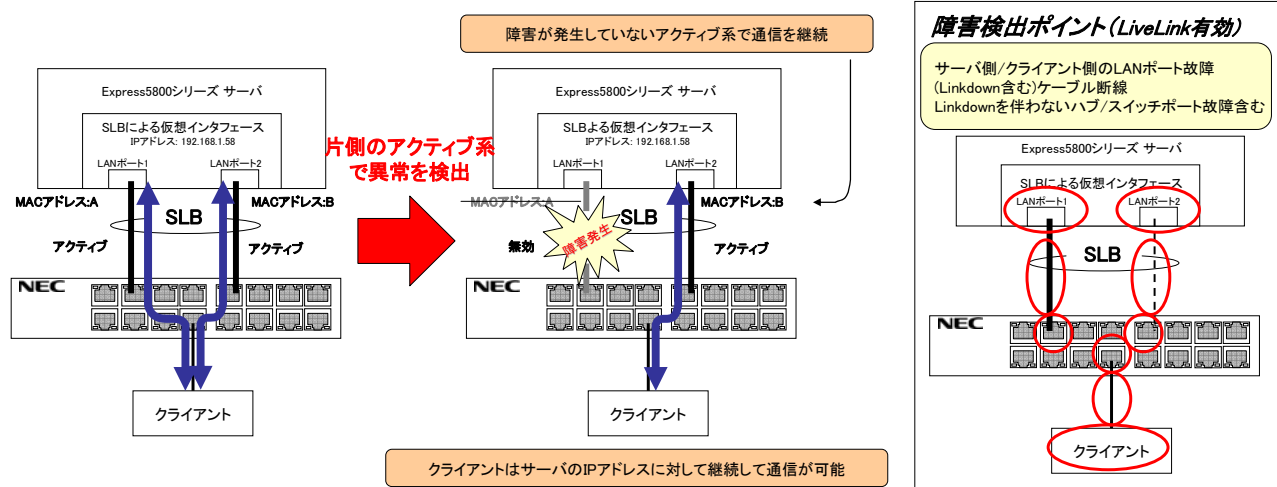 障害が発生していないアクティブ系で通信を継続
Express5800シリーズ サーバ
SLBによる仮想インタフェース
IPアドレス: 192.168.1.58
LANポート1
LANポート2
MACアドレス:A
MACアドレス:B
SLB
アクティブ
アクティブ
NEC
クライアント
片側のアクティブ系
で異常を検出
Express5800シリーズ サーバ
SLBよる仮想インタフェース
IPアドレス: 192.168.1.58
LANポート1
LANポート2
MACアドレス:A
MACアドレス:B
SLB
無効
障害発生
アクティブ
NEC
クライアント
クライアントはサーバのIPアドレスに対して継続して通信が可能
障害検出ポイント(LiveLink有効)
サーバ側/クライアント側のLANポート故障
(Linkdown含む)ケーブル断線
Linkdownを伴わないハブ/スイッチポート故障含む
Express5800シリーズ サーバ
SLBによる仮想インタフェース
LANポート1
LANポート2
SLB
NEC
クライアント